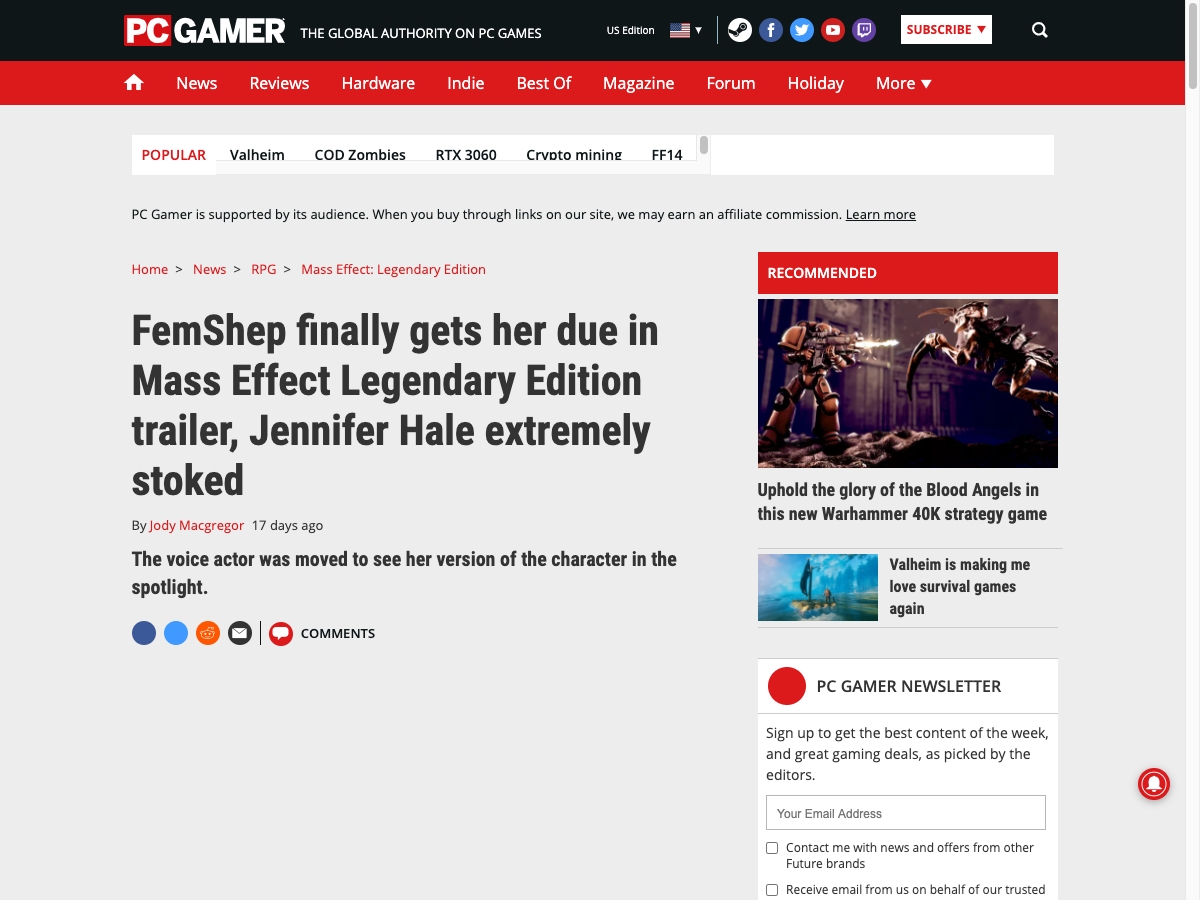 PC GAMER THE GLOBAL AUTHORITY ON PC GAMES US Edition SUBSCRIBE
News Reviews Hardware Indie Best Of Magazine Forum Holiday More
POPULAR Valheim COD Zombies RTX 3060 Crypto mining FF14
PC Gamer is supported by its audience. When you buy through links on our site, we may earn an affiliate commission. Learn more
Home > News > RPG > Mass Effect: Legendary Edition
FemShep finally gets her due in
Mass Effect Legendary Edition
trailer, Jennifer Hale extremely
stoked
By Jody Macgregor 17 days ago
The voice actor was moved to see her version of the character in the
spotlight.
COMMENTS
RECOMMENDED
Uphold the glory of the Blood Angels in
this new Warhammer 40K strategy game
Valheim is making me
love survival games
again
PC GAMER NEWSLETTER
Sign up to get the best content of the week,
and great gaming deals, as picked by the
editors.
Your Email Address
Contact me with news and offers from other
Future brands
Receive email from us on behalf of our trusted